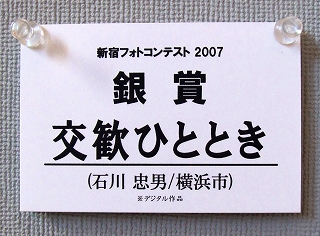 新宿フォトコンテスト 2007
銀賞
交歓ひととき
(石川 忠男/横浜市)
※デジタル作品